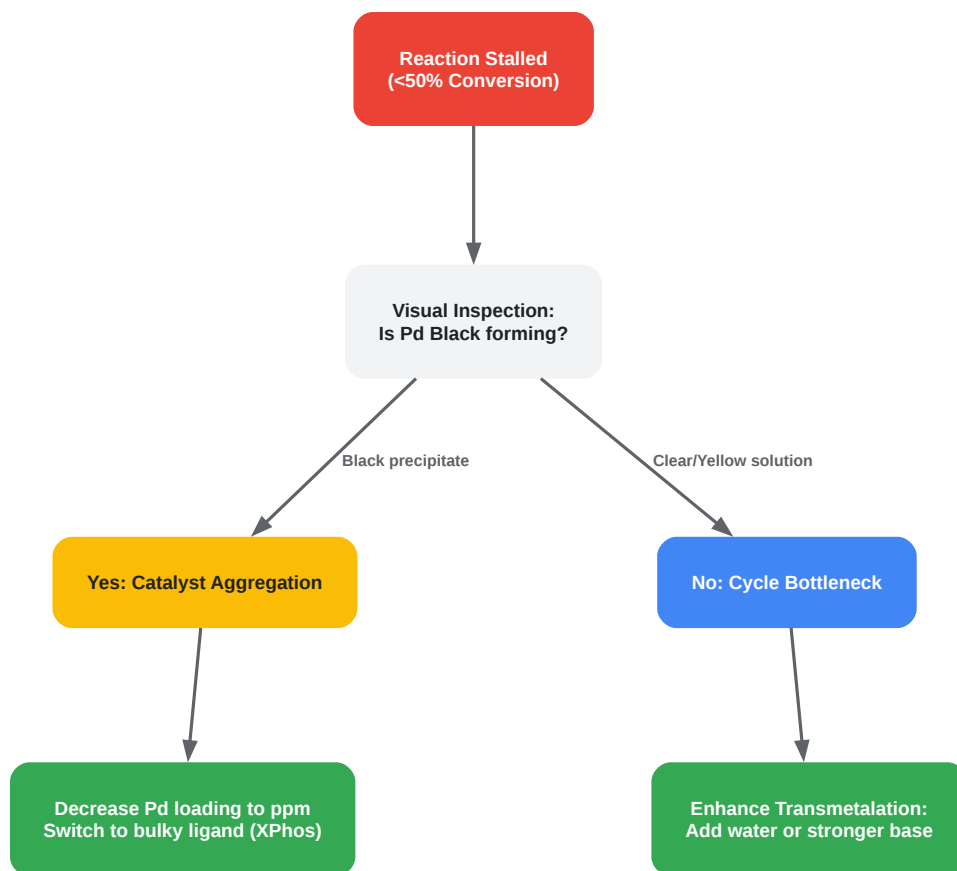 Reaction Stalled
(<50% Conversion)
Visual Inspection:
Is Pd Black forming?
Black precipitate
Clear/Yellow solution
Yes: Catalyst Aggregation
No: Cycle Bottleneck
Decrease Pd loading to ppm
Switch to bulky ligand (XPhos)
Enhance Transmetalation:
Add water or stronger base